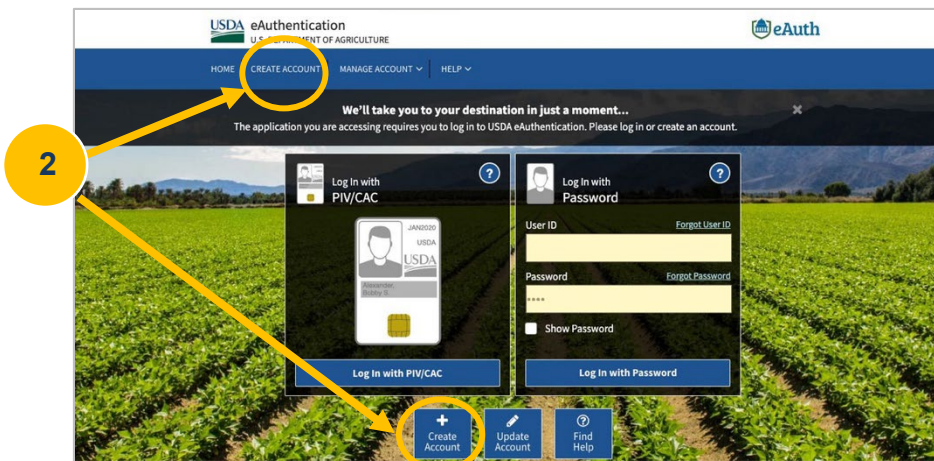 USDA eAuthentication
U.S. DEPARTMENT OF AGRICULTURE
eAuth
HOME CREATE ACCOUNT MANAGE ACCOUNT HELP
We'll take you to your destination in just a moment...
The application you are accessing requires you to log in to USDA eAuthentication. Please log in or create an account.
2
Log In with
PIV/CAC
?
JAN2020
USDA
USDA
Alexander,
Bobby S.
Log In with PIV/CAC
Log In with
Password
?
User ID Forgot User ID
Password Forgot Password
Show Password
Log In with Password
Create
Account
Update
Account
?
Find
Help